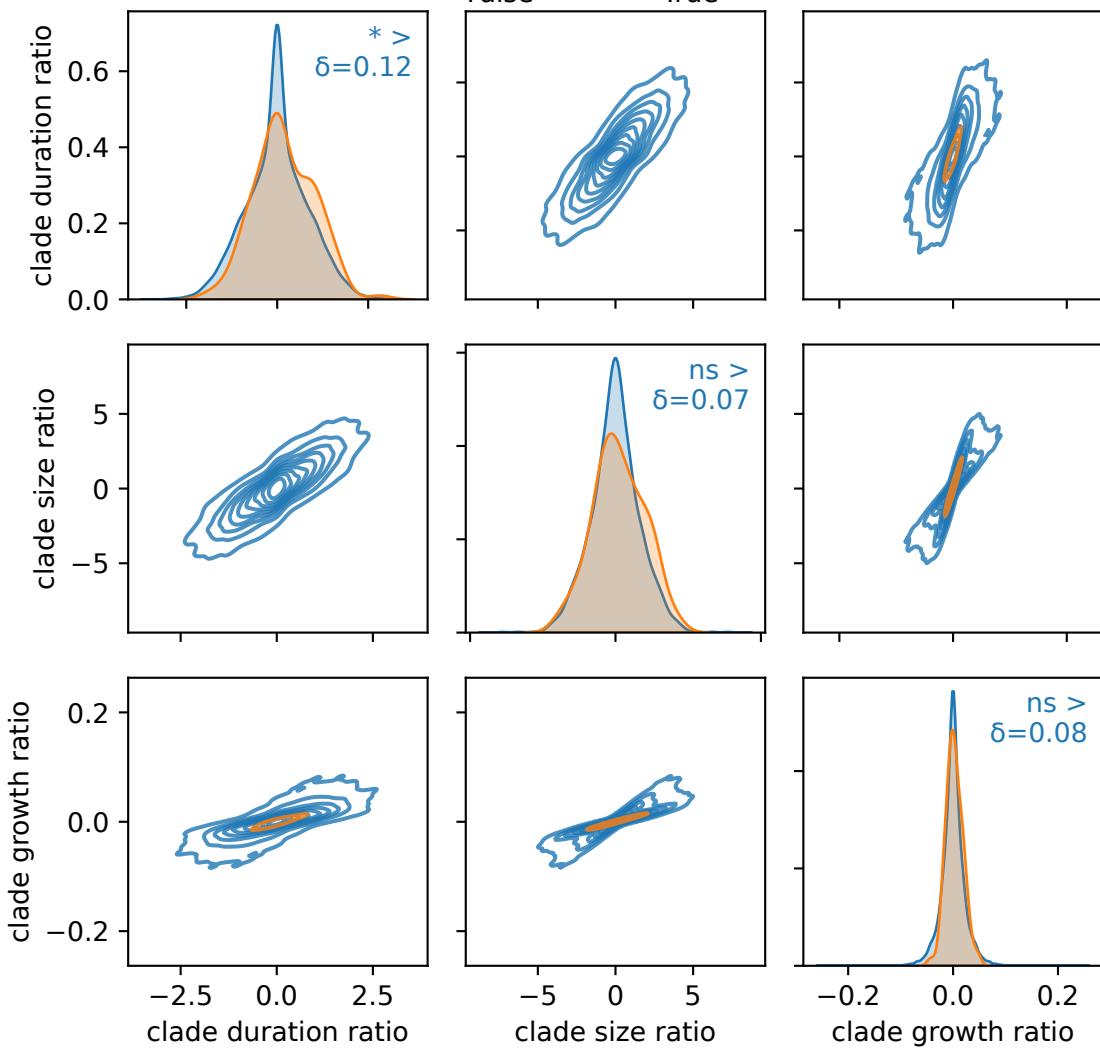 clade duration ratio
0.6
0.4
0.2
0.0
* >
δ=0.12
clade size ratio
5
0
−5
ns >
δ=0.07
clade growth ratio
0.2
0.0
−0.2
ns >
δ=0.08
−2.5 0.0 2.5
−5 0 5
−0.2 0.0 0.2
clade duration ratio
clade size ratio
clade growth ratio